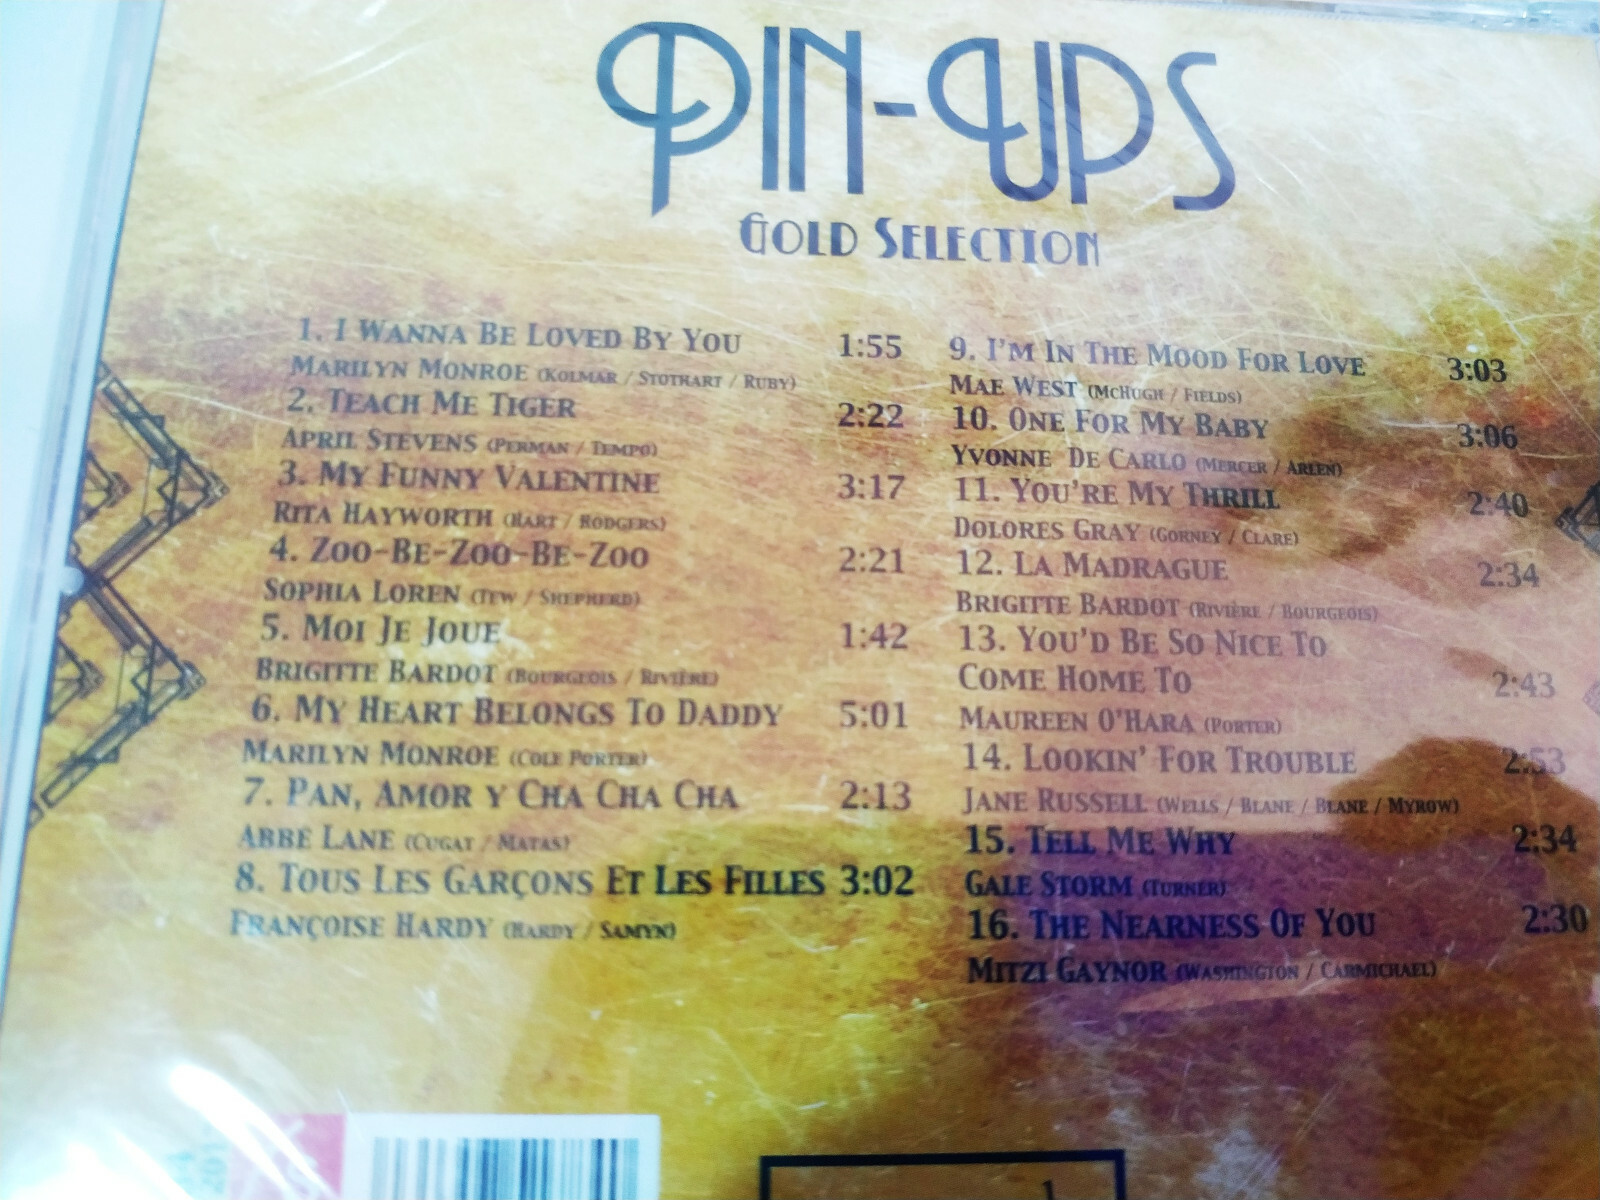 PIN-UPS
GOLD SELECTION
1. I WANNA BE LOVED BY YOU 1:55
MARILYN MONROE (KOLMAR / STOTHART / RUBY)
2. TEACH ME TIGER 2:22
APRIL STEVENS (PERMAN / TEMPO)
3. MY FUNNY VALENTINE 3:17
RITA HAYWORTH (HART / RODGERS)
4. ZOO-BE-ZOO-BE-ZOO 2:21
SOPHIA LOREN (TEW / SHEPHERD)
5. MOI JE JOUE 1:42
BRIGITTE BARDOT (BOURGEOIS / RIVIÈRE)
6. MY HEART BELONGS TO DADDY 5:01
MARILYN MONROE (COLE PORTER)
7. PAN, AMOR Y CHA CHA CHA 2:13
ABBE LANE (CUGAT / MATAS)
8. TOUS LES GARÇONS ET LES FILLES 3:02
FRANÇOISE HARDY (HARDY / SAMYN)
9. I'M IN THE MOOD FOR LOVE 3:03
MAE WEST (MCHUGH / FIELDS)
10. ONE FOR MY BABY 3:06
YVONNE DE CARLO (MERCER / ARLEN)
11. YOU'RE MY THRILL 2:40
DOLORES GRAY (GORNEY / CLARE)
12. LA MADRAGUE 2:34
BRIGITTE BARDOT (RIVIÈRE / BOURGEOIS)
13. YOU'D BE SO NICE TO
COME HOME TO 2:43
MAUREEN O'HARA (PORTER)
14. LOOKIN' FOR TROUBLE 2:53
JANE RUSSELL (WELLS / BLANE / BLANE / MYROW)
15. TELL ME WHY 2:34
GALE STORM (TURNER)
16. THE NEARNESS OF YOU 2:30
MITZI GAYNOR (WASHINGTON / CARMICHAEL)